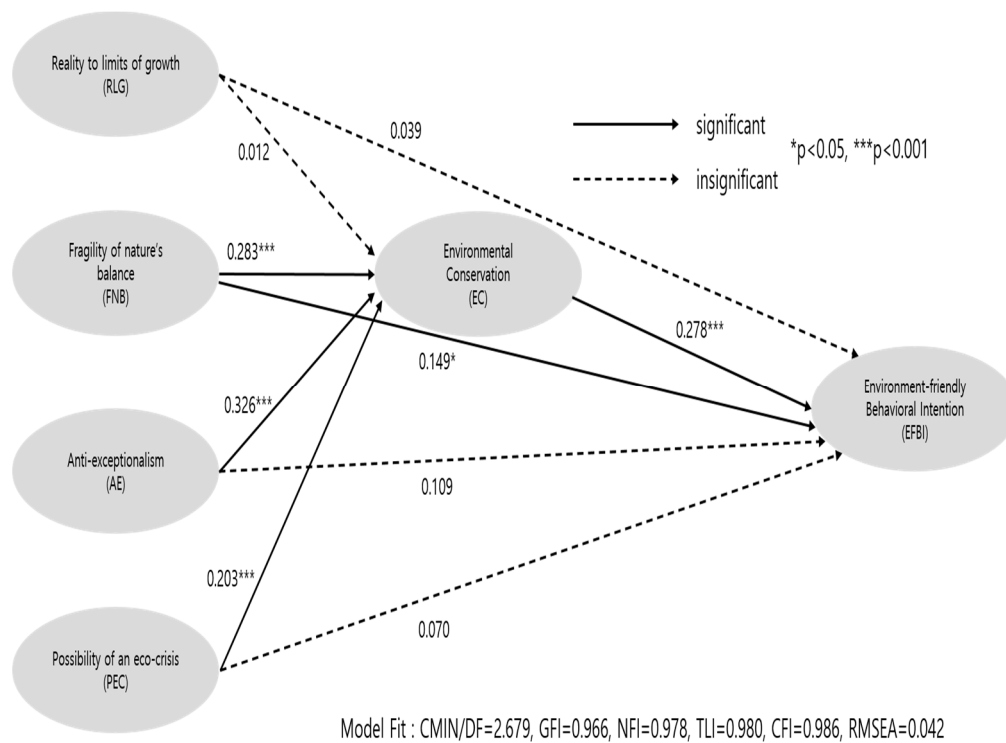 Reality to limits of growth
(RLG)
0.039
significant
*p<0.05, ***p<0.001
0.012
insignificant
Fragility of nature's
balance
(FNB)
0.283***
Environmental
Conservation
(EC)
0.278***
0.149*
Environment-friendly
Behavioral Intention
(EFBI)
0.326***
Anti-exceptionalism
(AE)
0.109
0.203***
0.070
Possibility of an eco-crisis
(PEC)
Model Fit : CMIN/DF=2.679, GFI=0.966, NFI=0.978, TLI=0.980, CFI=0.986, RMSEA=0.042